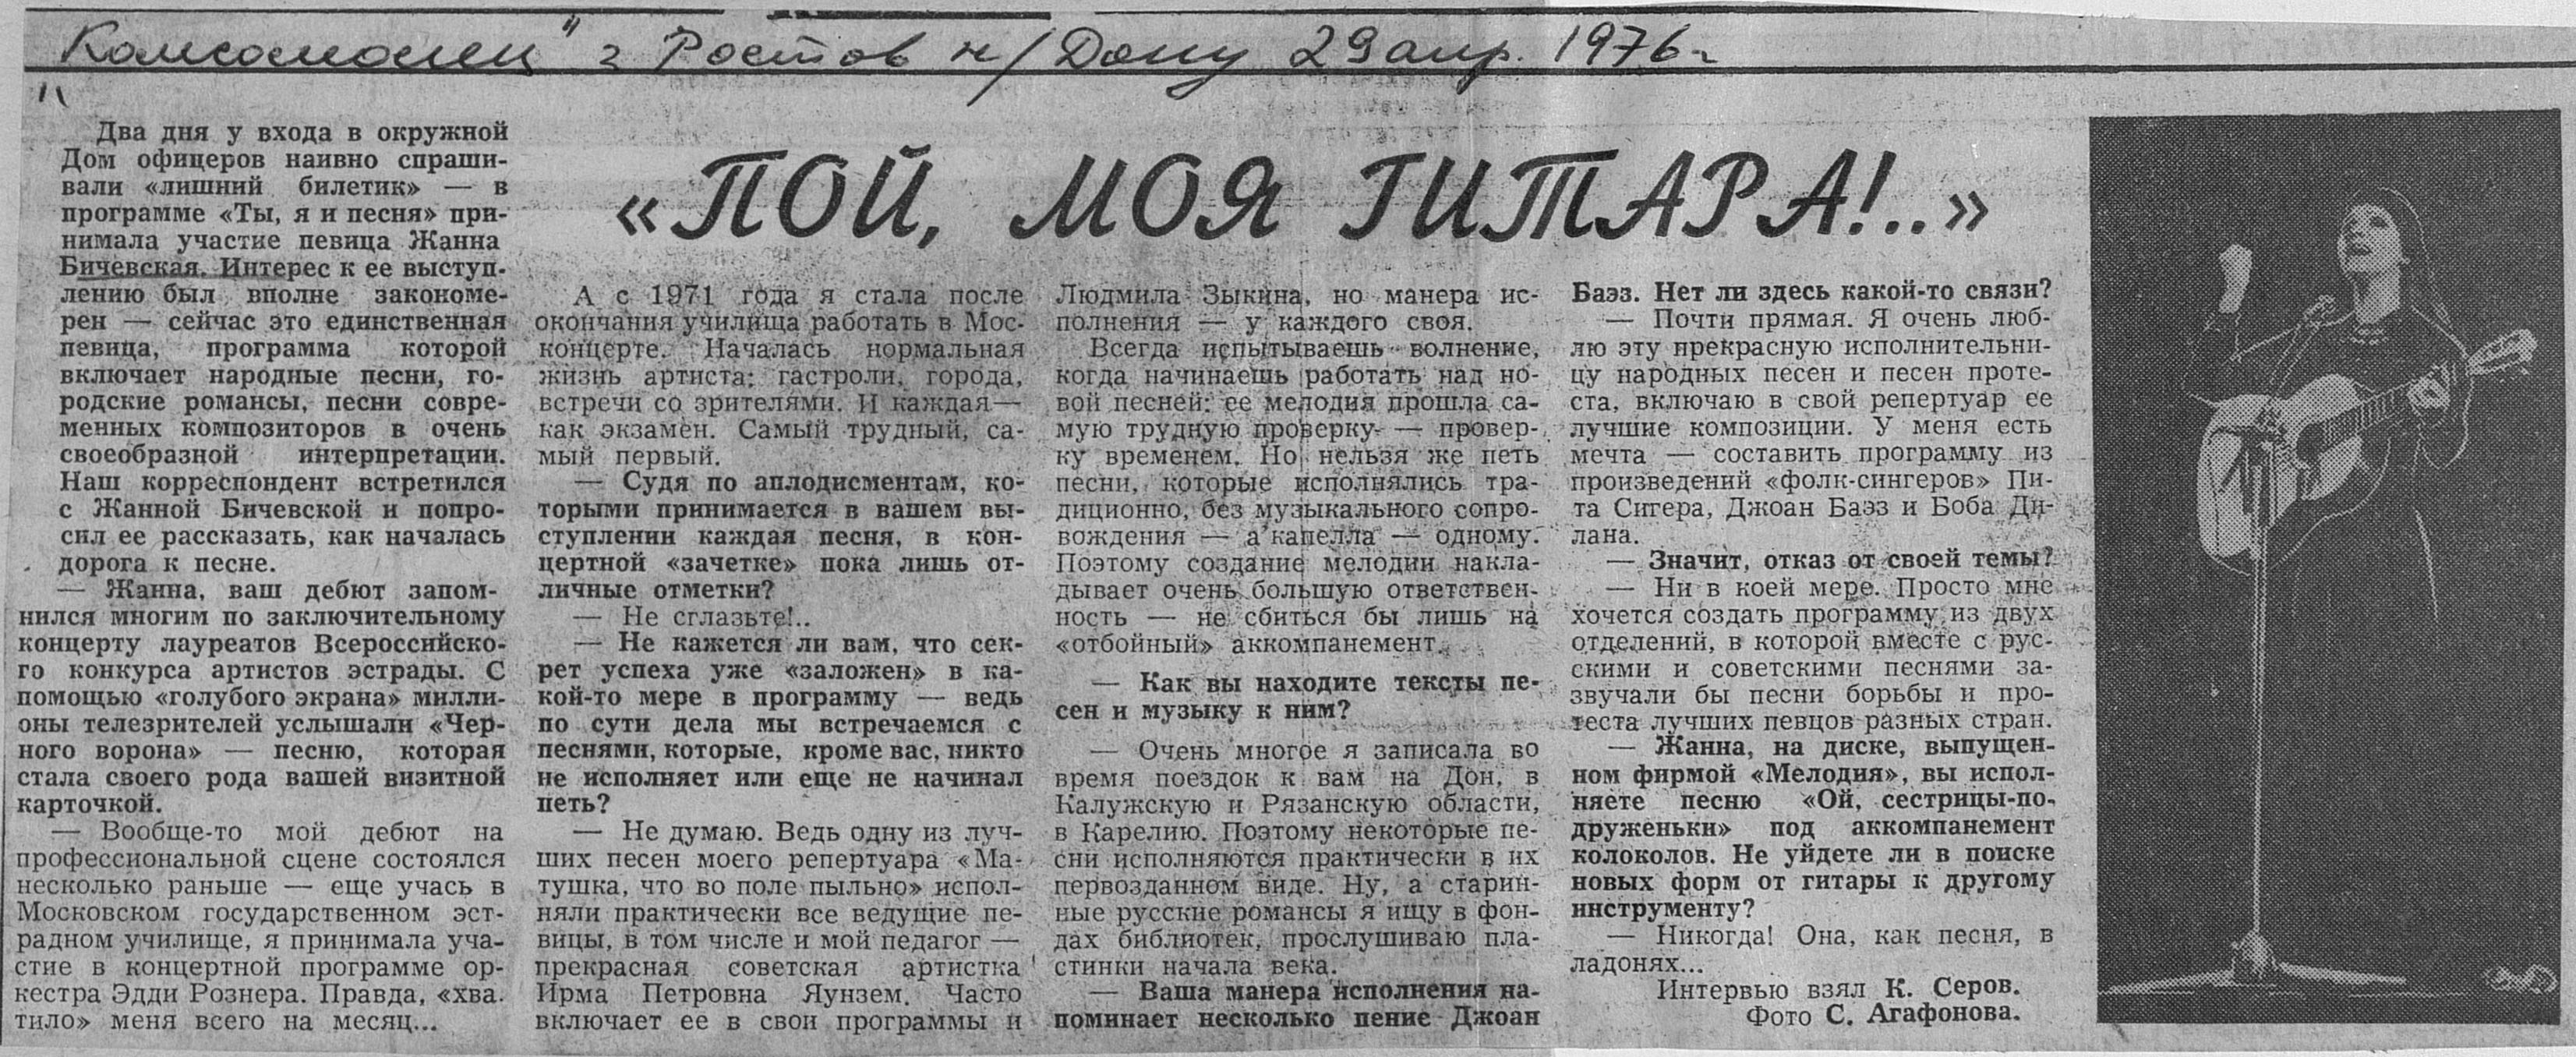 "Комсомолец" г Ростов н/Дону 29 апр. 1976г
«ПОЙ, МОЯ ГИТАРА!..»
Два дня у входа в окружной
Дом офицеров наивно спраши-
вали «лишний билетик» — в
программе «Ты, я и песня» при-
нимала участие певица Жанна
Бичевская. Интерес к ее выступ-
лению был вполне закономе-
рен — сейчас это единственная
певица, программа которой
включает народные песни, го-
родские романсы, песни совре-
менных композиторов в очень
своеобразной интерпретации.
Наш корреспондент встретился
с Жанной Бичевской и попро-
сил ее рассказать, как началась
дорога к песне.
— Жанна, ваш дебют запом-
нился многим по заключительному
концерту лауреатов Всероссийско-
го конкурса артистов эстрады. С
помощью «голубого экрана» милли-
оны телезрителей услышали «Чер-
ного ворона» — песню, которая
стала своего рода вашей визитной
карточкой.
— Вообще-то мой дебют на
профессиональной сцене состоялся
несколько раньше — еще учась в
Московском государственном эст-
радном училище, я принимала уча-
стие в концертной программе ор-
кестра Эдди Рознера. Правда, «хва-
тило» меня всего на месяц...
А с 1971 года я стала после
окончания училища работать в Мос-
концерте. Началась нормальная
жизнь артиста: гастроли, города,
встречи со зрителями. И каждая—
как экзамен. Самый трудный, са-
мый первый.
— Судя по аплодисментам, ко-
торыми принимается в вашем вы-
ступлении каждая песня, в кон-
цертной «зачетке» пока лишь от-
личные отметки?
— Не сглазьте!..
— Не кажется ли вам, что сек-
рет успеха уже «заложен» в ка-
кой-то мере в программу — ведь
по сути дела мы встречаемся с
песнями, которые, кроме вас, никто
не исполняет или еще не начинал
петь?
— Не думаю. Ведь одну из луч-
ших песен моего репертуара «Ма-
тушка, что во поле пыльно» испол-
няли практически все ведущие пе-
вицы, в том числе и мой педагог —
прекрасная советская артистка
Ирма Петровна Яунзем. Часто
включает ее в свои программы и
Людмила Зыкина, но манера ис-
полнения — у каждого своя.
Всегда испытываешь волнение,
когда начинаешь работать над но-
вой песней: ее мелодия прошла са-
мую трудную проверку — провер-
ку временем. Но нельзя же петь
песни, которые исполнялись тра-
диционно, без музыкального сопро-
вождения — а'капелла — одному.
Поэтому создание мелодии накла-
дывает очень большую ответствен-
ность — не сбиться бы лишь на
«отбойный» аккомпанемент.
— Как вы находите тексты пе-
сен и музыку к ним?
— Очень многое я записала во
время поездок к вам на Дон, в
Калужскую и Рязанскую области,
в Карелию. Поэтому некоторые пе-
сни исполняются практически в их
первозданном виде. Ну, а старин-
ные русские романсы я ищу в фон-
дах библиотек, прослушиваю пла-
стинки начала века.
— Ваша манера исполнения на-
поминает несколько пение Джоан
Баэз. Нет ли здесь какой-то связи?
— Почти прямая. Я очень люб-
лю эту прекрасную исполнительни-
цу народных песен и песен проте-
ста, включаю в свой репертуар ее
лучшие композиции. У меня есть
мечта — составить программу из
произведений «фолк-сингеров» Пи-
та Сигера, Джоан Баэз и Боба Ди-
лана.
— Значит, отказ от своей темы?
— Ни в коей мере. Просто мне
хочется создать программу из двух
отделений, в которой вместе с рус-
скими и советскими песнями за-
звучали бы песни борьбы и про-
теста лучших певцов разных стран.
— Жанна, на диске, выпущен-
ном фирмой «Мелодия», вы испол-
няете песню «Ой, сестрицы-по-
друженьки» под аккомпанемент
колоколов. Не уйдете ли в поиске
новых форм от гитары к другому
инструменту?
— Никогда! Она, как песня, в
ладонях...
Интервью взял К. Серов.
Фото С. Агафонова.